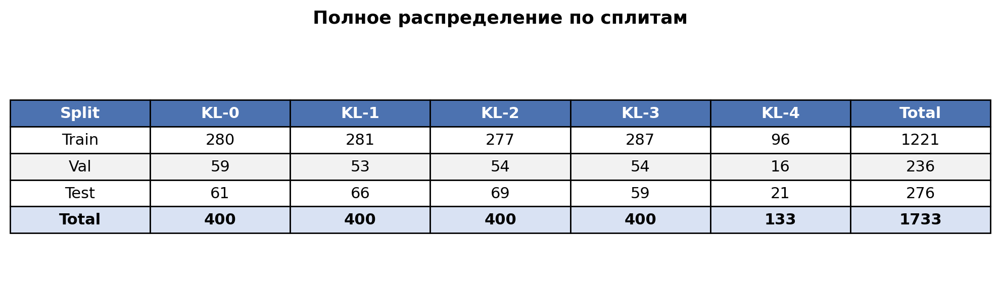 Полное распределение по сплитам
Split KL-0 KL-1 KL-2 KL-3 KL-4 Total
Train 280 281 277 287 96 1221
Val 59 53 54 54 16 236
Test 61 66 69 59 21 276
Total 400 400 400 400 133 1733